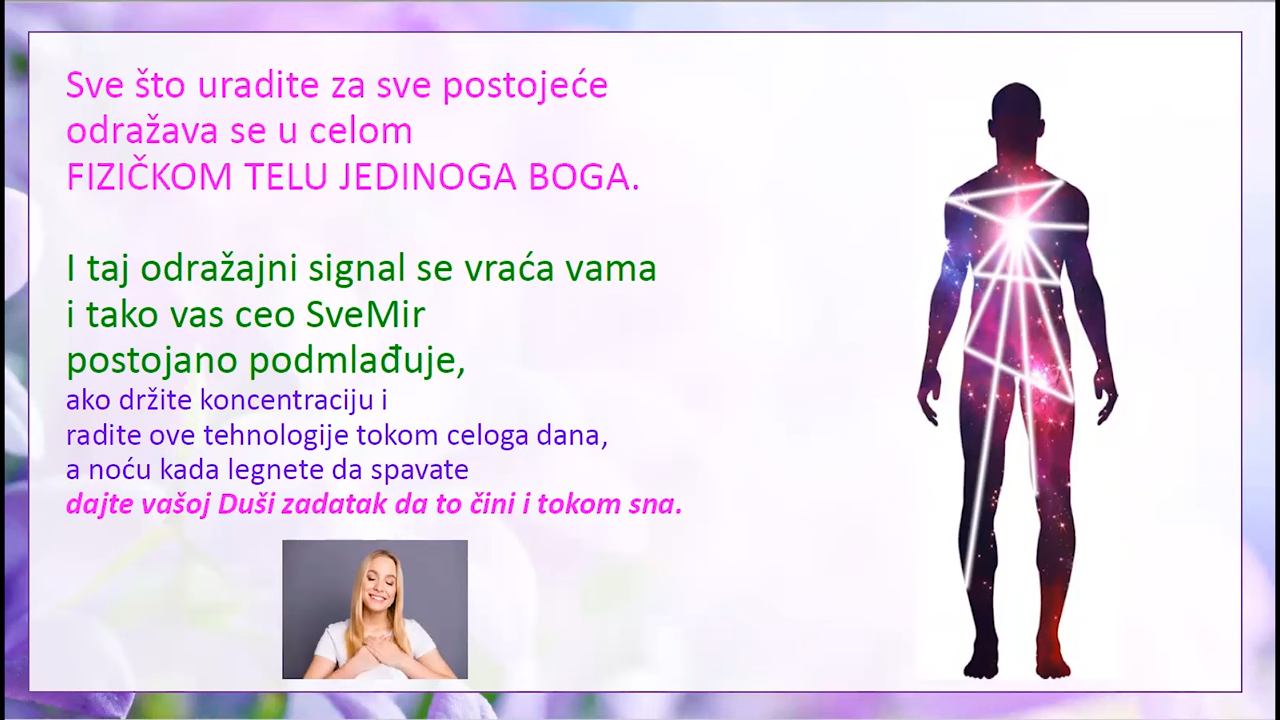 Sve što uradite za sve postojeće
odražava se u celom
FIZIČKOM TELU JEDINOGA BOGA.
I taj odražajni signal se vraća vama
i tako vas ceo SveMir
postojano podmlađuje,
ako držite koncentraciju i
radite ove tehnologije tokom celoga dana,
a noću kada legnete da spavate
dajte vašoj Duši zadatak da to čini i tokom sna.